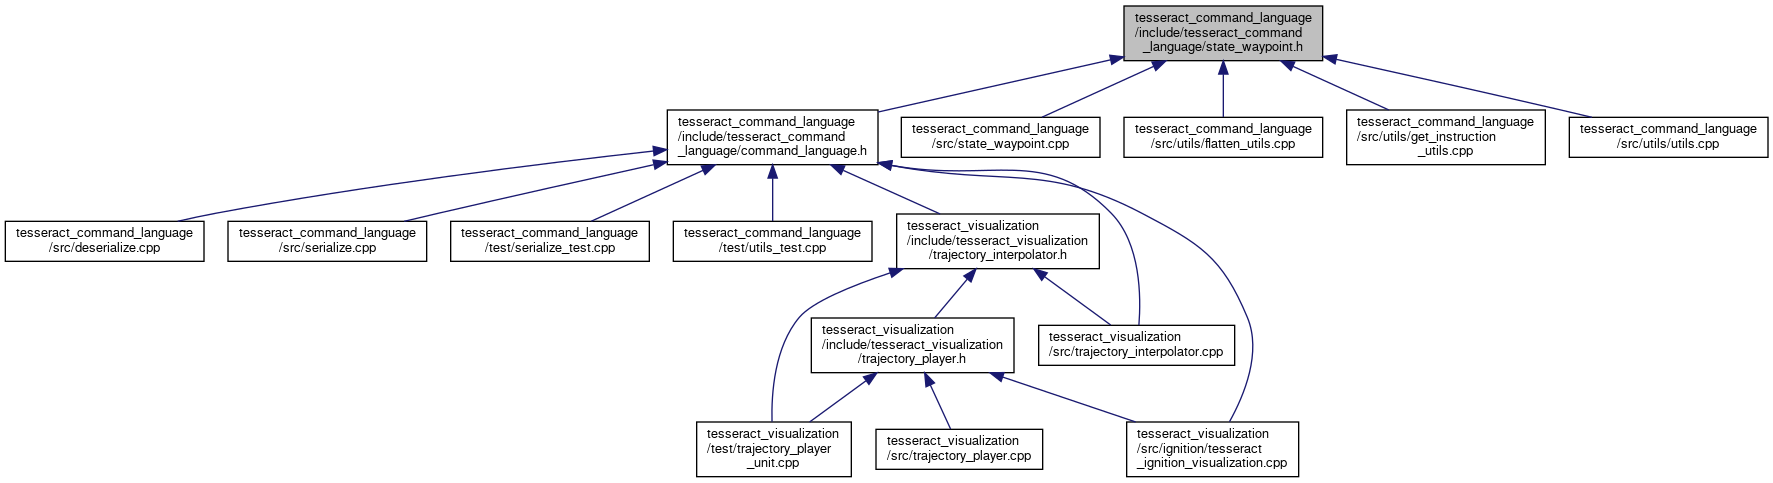 tesseract_command_language
/include/tesseract_command
_language/state_waypoint.h
tesseract_command_language
/include/tesseract_command
_language/command_language.h
tesseract_command_language
/src/state_waypoint.cpp
tesseract_command_language
/src/utils/flatten_utils.cpp
tesseract_command_language
/src/utils/get_instruction
_utils.cpp
tesseract_command_language
/src/utils/utils.cpp
tesseract_command_language
/src/deserialize.cpp
tesseract_command_language
/src/serialize.cpp
tesseract_command_language
/test/serialize_test.cpp
tesseract_command_language
/test/utils_test.cpp
tesseract_visualization
/include/tesseract_visualization
/trajectory_interpolator.h
tesseract_visualization
/include/tesseract_visualization
/trajectory_player.h
tesseract_visualization
/src/trajectory_interpolator.cpp
tesseract_visualization
/test/trajectory_player
_unit.cpp
tesseract_visualization
/src/trajectory_player.cpp
tesseract_visualization
/src/ignition/tesseract
_ignition_visualization.cpp